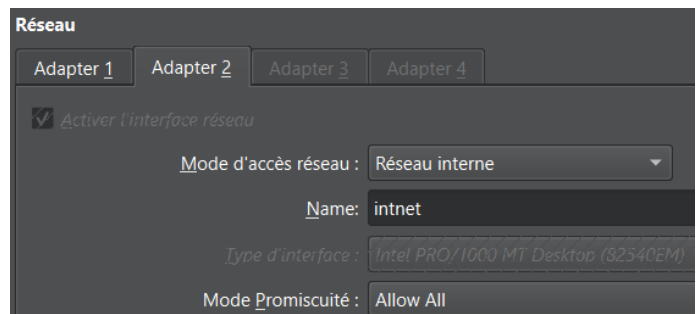 Réseau
Adapter 1 Adapter 2 Adapter 3 Adapter 4
Activer l'interface réseau
Mode d'accès réseau : Réseau interne
Name: intnet
Type d'interface : Intel PRO/1000 MT Desktop (82540EM)
Mode Promiscuité : Allow All